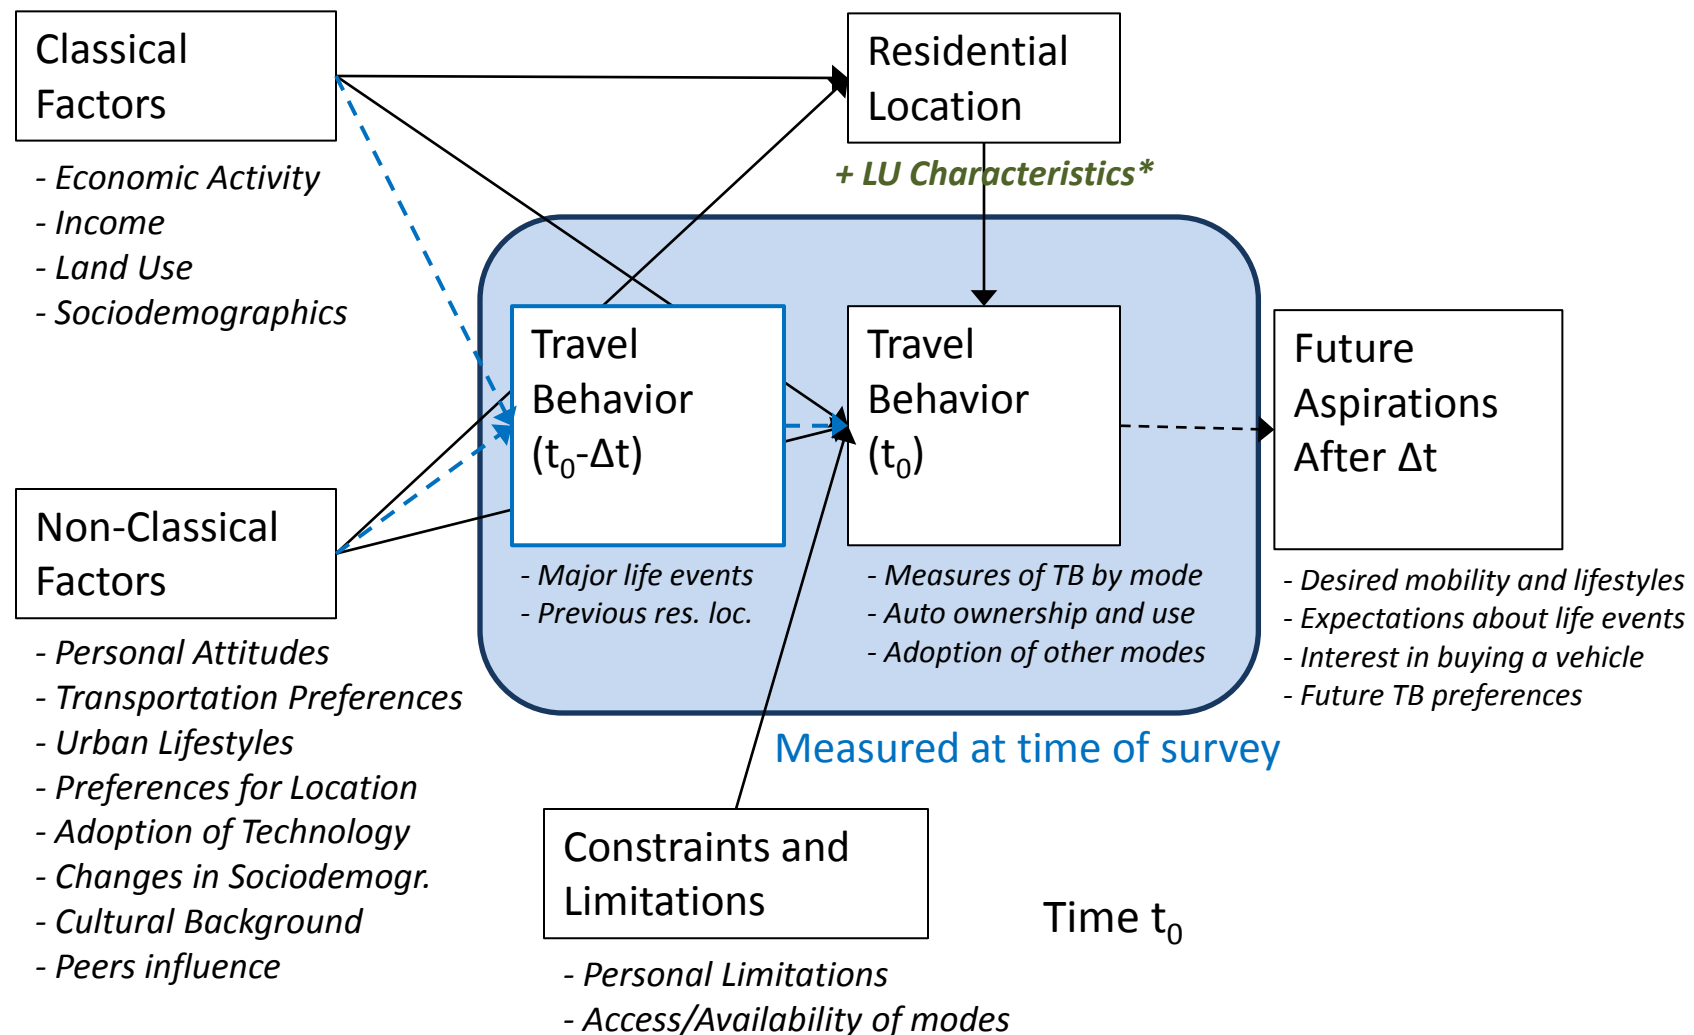 Classical
Factors
- Economic Activity
- Income
- Land Use
- Sociodemographics
Residential
Location
+ LU Characteristics*
Travel
Behavior
(t₀-Δt)
- Major life events
- Previous res. loc.
Travel
Behavior
(t₀)
- Measures of TB by mode
- Auto ownership and use
- Adoption of other modes
Future
Aspirations
After Δt
- Desired mobility and lifestyles
- Expectations about life events
- Interest in buying a vehicle
- Future TB preferences
Non-Classical
Factors
- Personal Attitudes
- Transportation Preferences
- Urban Lifestyles
- Preferences for Location
- Adoption of Technology
- Changes in Sociodemogr.
- Cultural Background
- Peers influence
Measured at time of survey
Constraints and
Limitations
- Personal Limitations
- Access/Availability of modes
Time t₀